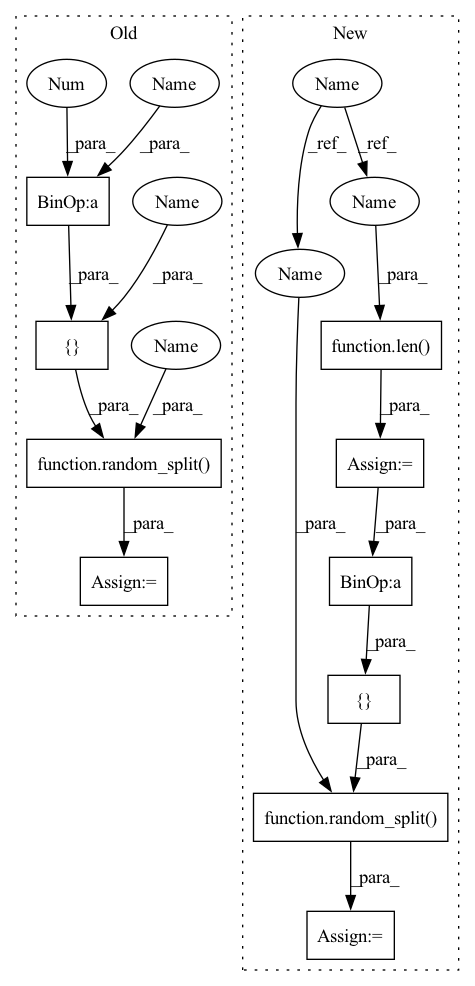 Old
Num
Name
_para_
_para_
BinOp:a
Name
_para_
_para_
{}
Name
_para_
_para_
function.random_split()
_para_
Assign:=
New
Name
_ref_
_ref_
Name
Name
_para_
function.len()
_para_
Assign:=
_para_
_para_
BinOp:a
_para_
{}
_para_
function.random_split()
_para_
Assign:=